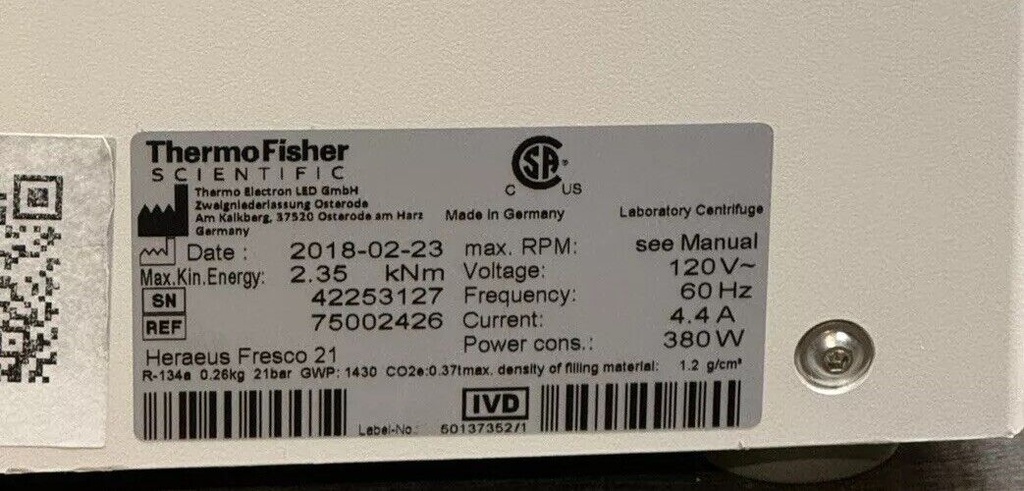 ThermoFisher
SCIENTIFIC
Thermo Electron LED GmbH
Zweigniederlassung Osterode
Am Kalkberg, 37520 Osterode am Harz
Germany
Made in Germany
CSA
C US
Laboratory Centrifuge
Date : 2018-02-23
Max.Kin.Energy: 2.35 kNm
SN 42253127
REF 75002426
max. RPM: see Manual
Voltage: 120 V~
Frequency: 60 Hz
Current: 4.4 A
Power cons.: 380 W
Heraeus Fresco 21
R-134a 0.26kg 21bar GWP: 1430 CO2e:0.37t max. density of filling material: 1.2 g/cm³
IVD
Label-No.: 50137352/1